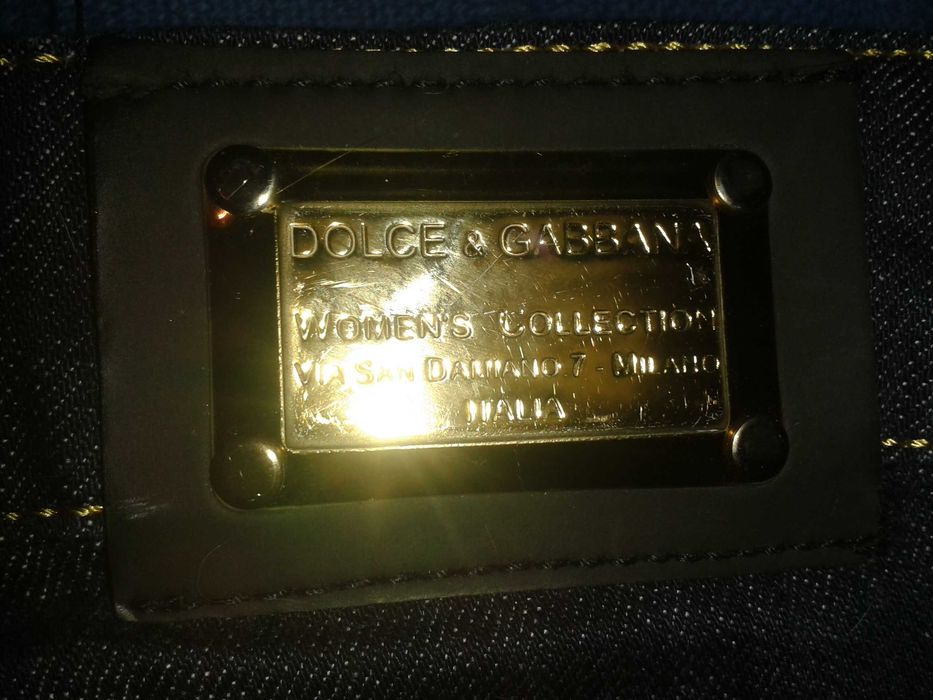 DOLCE & GABBANA
WOMEN'S COLLECTION
VIA SAN DAMIANO.7 - MILANO
ITALIA